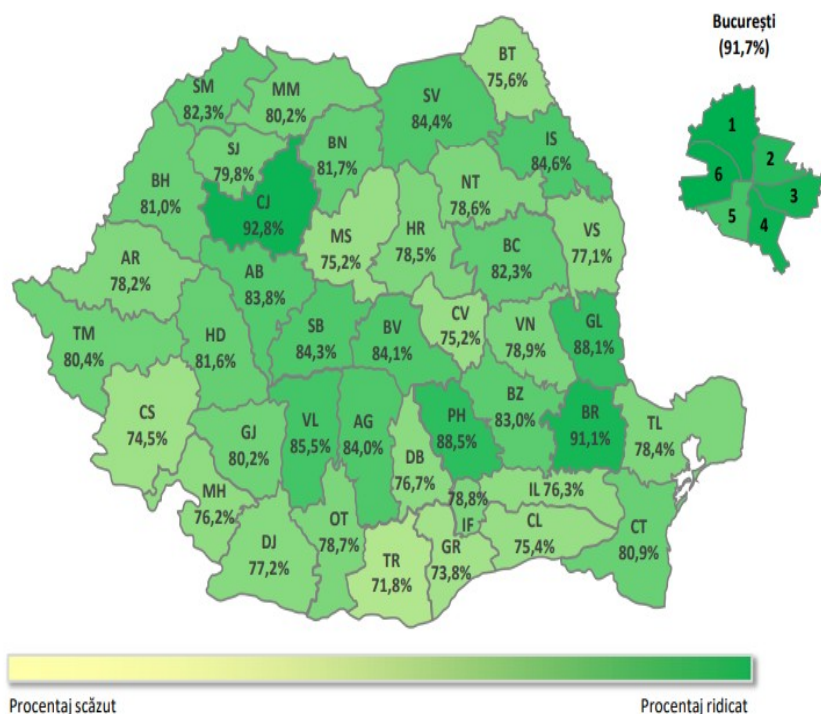 București
(91,7%)
1
2
3
4
5
6
BT
75,6%
SM
82,3%
MM
80,2%
SV
84,4%
IS
84,6%
SJ
79,8%
BN
81,7%
BH
81,0%
CJ
92,8%
NT
78,6%
MS
75,2%
HR
78,5%
VS
77,1%
BC
82,3%
AR
78,2%
AB
83,8%
TM
80,4%
HD
81,6%
SB
84,3%
BV
84,1%
CV
75,2%
VN
78,9%
GL
88,1%
CS
74,5%
GJ
80,2%
VL
85,5%
AG
84,0%
PH
88,5%
BZ
83,0%
BR
91,1%
TL
78,4%
DB
76,7%
MH
76,2%
OT
78,7%
78,8%
IF
IL 76,3%
CL
75,4%
CT
80,9%
DJ
77,2%
TR
71,8%
GR
73,8%
Procentaj scăzut
Procentaj ridicat